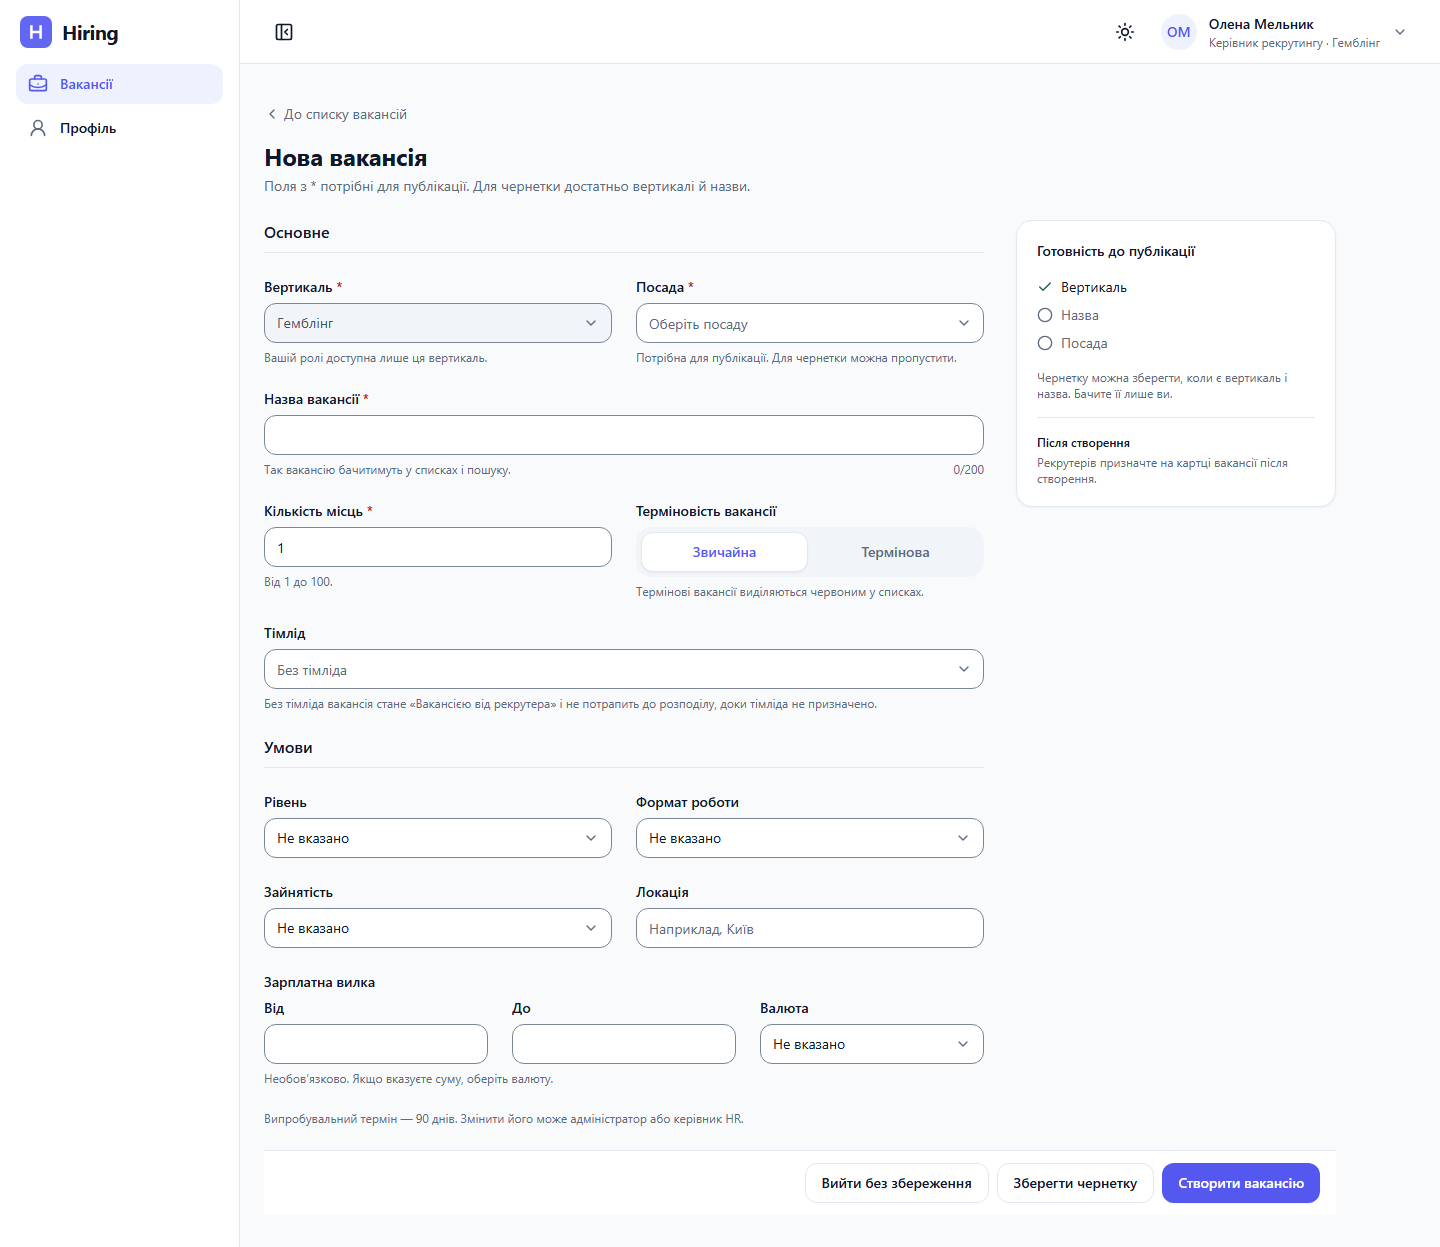 H Hiring
Вакансії
Профіль
ОМ
Олена Мельник
Керівник рекрутингу · Гемблінг
До списку вакансій
Нова вакансія
Поля з * потрібні для публікації. Для чернетки достатньо вертикалі й назви.
Основне
Вертикаль *
Гемблінг
Вашій ролі доступна лише ця вертикаль.
Посада *
Оберіть посаду
Потрібна для публікації. Для чернетки можна пропустити.
Назва вакансії *
Так вакансію бачитимуть у списках і пошуку.
0/200
Кількість місць *
1
Від 1 до 100.
Терміновість вакансії
Звичайна
Термінова
Термінові вакансії виділяються червоним у списках.
Тімлід
Без тімліда
Без тімліда вакансія стане «Вакансією від рекрутера» і не потрапить до розподілу, доки тімліда не призначено.
Умови
Рівень
Не вказано
Формат роботи
Не вказано
Зайнятість
Не вказано
Локація
Наприклад, Київ
Зарплатна вилка
Від
До
Валюта
Не вказано
Необов'язково. Якщо вказуєте суму, оберіть валюту.
Випробувальний термін — 90 днів. Змінити його може адміністратор або керівник HR.
Готовність до публікації
Вертикаль
Назва
Посада
Чернетку можна зберегти, коли є вертикаль і
назва. Бачите її лише ви.
Після створення
Рекрутерів призначте на картці вакансії після
створення.
Вийти без збереження
Зберегти чернетку
Створити вакансію